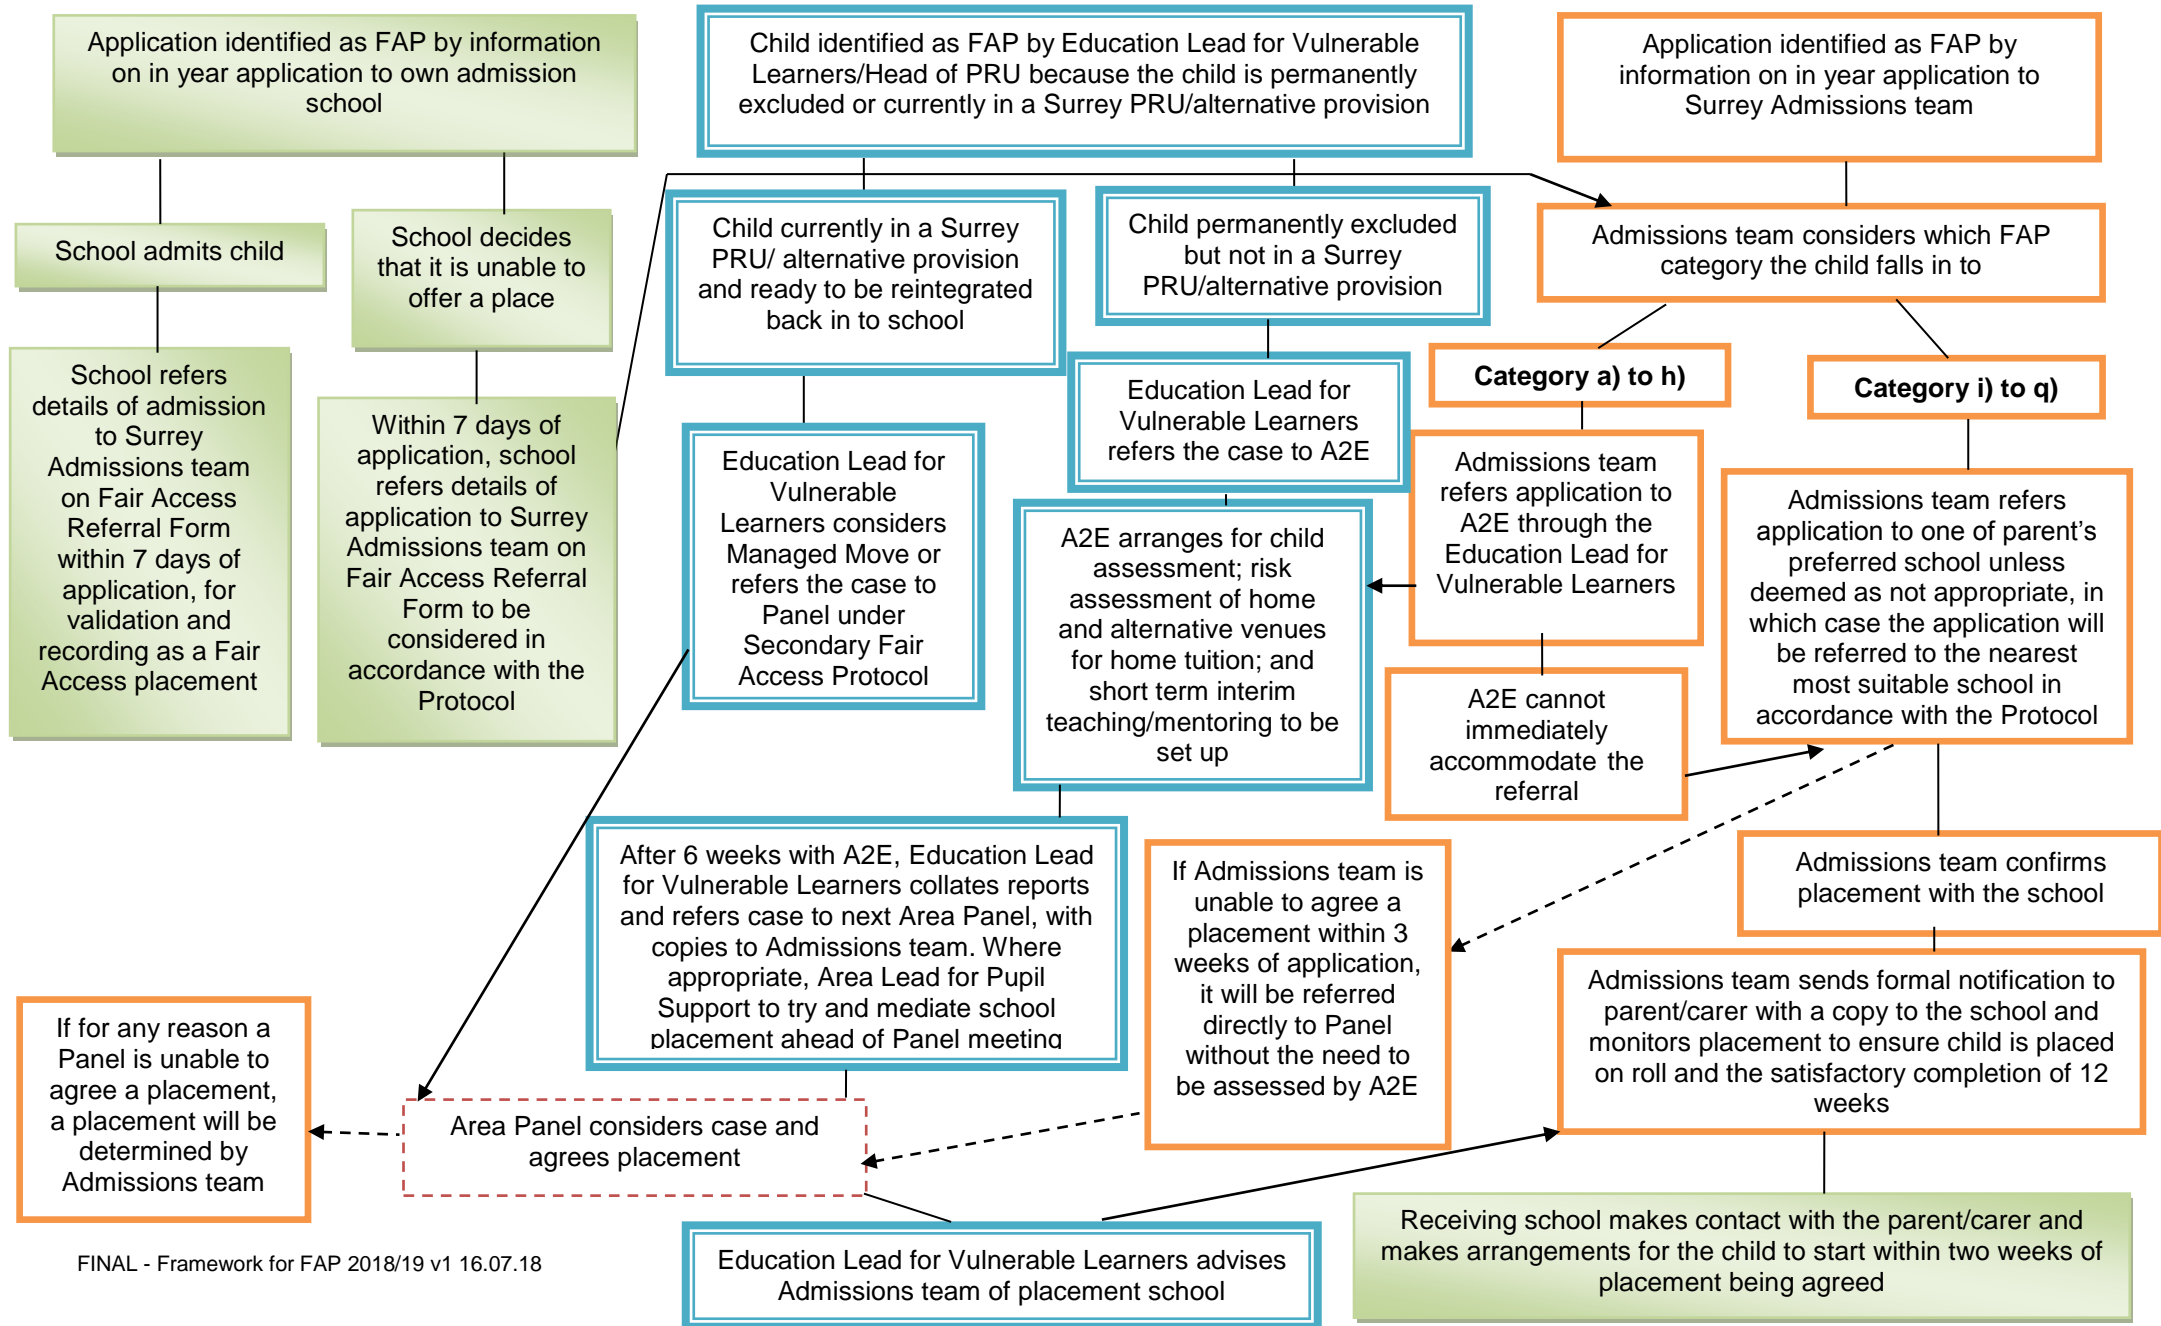 Application identified as FAP by information
on in year application to own admission
school
Child identified as FAP by Education Lead for Vulnerable
Learners/Head of PRU because the child is permanently
excluded or currently in a Surrey PRU/alternative provision
Application identified as FAP by
information on in year application to
Surrey Admissions team
School admits child
School decides
that it is unable to
offer a place
Child currently in a Surrey
PRU/ alternative provision
and ready to be reintegrated
back in to school
Child permanently excluded
but not in a Surrey
PRU/alternative provision
Admissions team considers which FAP
category the child falls in to
School refers
details of admission
to Surrey
Admissions team
on Fair Access
Referral Form
within 7 days of
application, for
validation and
recording as a Fair
Access placement
Within 7 days of
application, school
refers details of
application to Surrey
Admissions team on
Fair Access Referral
Form to be
considered in
accordance with the
Protocol
Education Lead for
Vulnerable
Learners considers
Managed Move or
refers the case to
Panel under
Secondary Fair
Access Protocol
Education Lead for
Vulnerable Learners
refers the case to A2E
Category a) to h)
Category i) to q)
A2E arranges for child
assessment; risk
assessment of home
and alternative venues
for home tuition; and
short term interim
teaching/mentoring to be
set up
Admissions team
refers application to
A2E through the
Education Lead for
Vulnerable Learners
Admissions team refers
application to one of parent’s
preferred school unless
deemed as not appropriate, in
which case the application will
be referred to the nearest
most suitable school in
accordance with the Protocol
A2E cannot
immediately
accommodate the
referral
After 6 weeks with A2E, Education Lead
for Vulnerable Learners collates reports
and refers case to next Area Panel, with
copies to Admissions team. Where
appropriate, Area Lead for Pupil
Support to try and mediate school
placement ahead of Panel meeting
If Admissions team is
unable to agree a
placement within 3
weeks of application,
it will be referred
directly to Panel
without the need to
be assessed by A2E
Admissions team confirms
placement with the school
Admissions team sends formal notification to
parent/carer with a copy to the school and
monitors placement to ensure child is placed
on roll and the satisfactory completion of 12
weeks
If for any reason a
Panel is unable to
agree a placement,
a placement will be
determined by
Admissions team
Area Panel considers case and
agrees placement
Education Lead for Vulnerable Learners advises
Admissions team of placement school
Receiving school makes contact with the parent/carer and
makes arrangements for the child to start within two weeks of
placement being agreed
FINAL - Framework for FAP 2018/19 v1 16.07.18